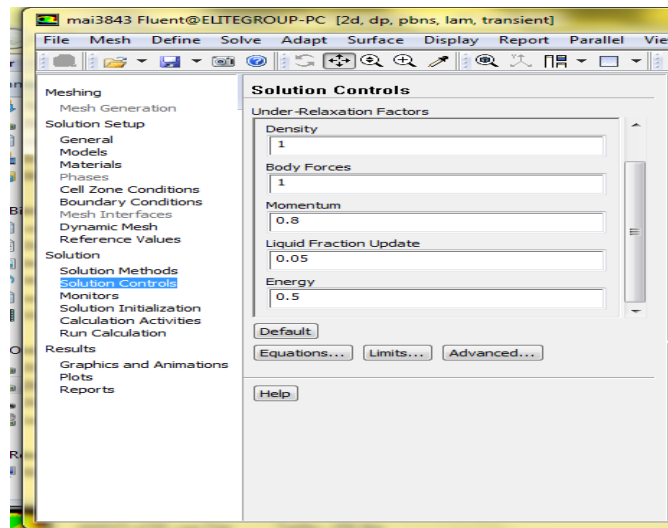 mai3843 Fluent@ELITEGROUP-PC [2d, dp, pbns, lam, transient]
File Mesh Define Solve Adapt Surface Display Report Parallel Vie
Meshing
Mesh Generation
Solution Setup
General
Models
Materials
Phases
Cell Zone Conditions
Boundary Conditions
Mesh Interfaces
Dynamic Mesh
Reference Values
Solution
Solution Methods
Solution Controls
Monitors
Solution Initialization
Calculation Activities
Run Calculation
Results
Graphics and Animations
Plots
Reports
Solution Controls
Under-Relaxation Factors
Density
1
Body Forces
1
Momentum
0.8
Liquid Fraction Update
0.05
Energy
0.5
Default
Equations... Limits... Advanced...
Help